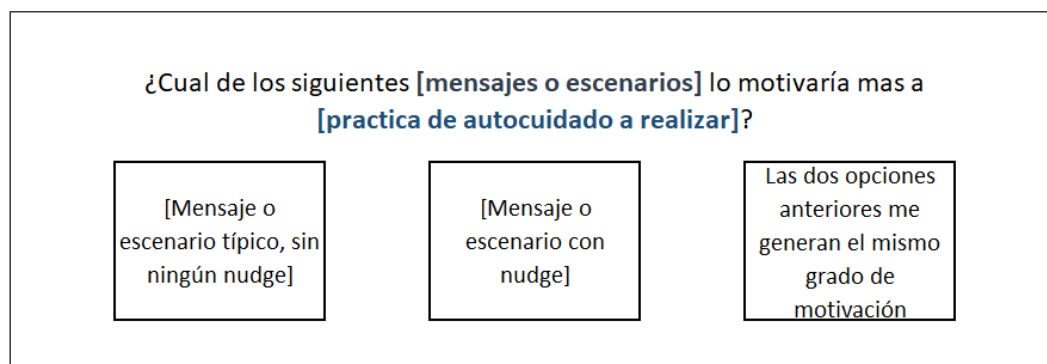 ¿Cual de los siguientes [mensajes o escenarios] lo motivaría mas a
[practica de autocuidado a realizar]?
[Mensaje o
escenario típico, sin
ningún nudge]
[Mensaje o
escenario con
nudge]
Las dos opciones
anteriores me
generan el mismo
grado de
motivación